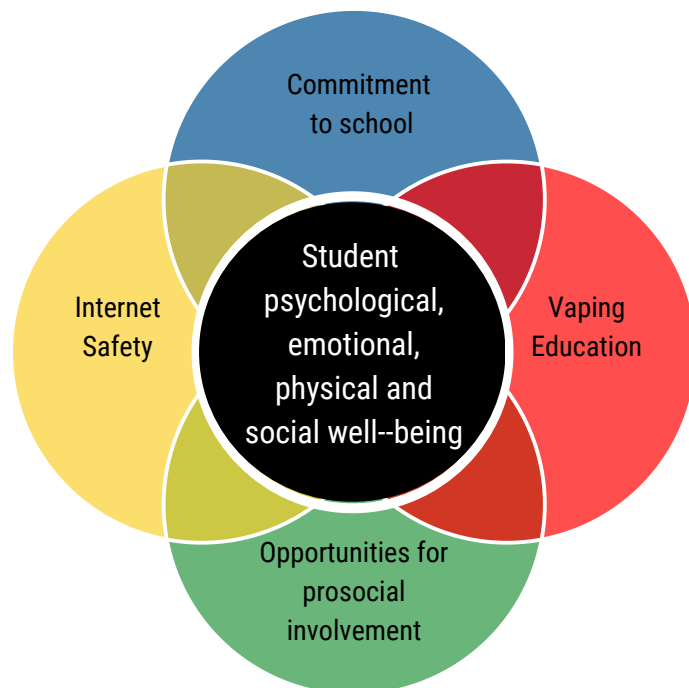 Commitment
to school
Internet
Safety
Student
psychological,
emotional,
physical and
social well--being
Vaping
Education
Opportunities for
prosocial
involvement